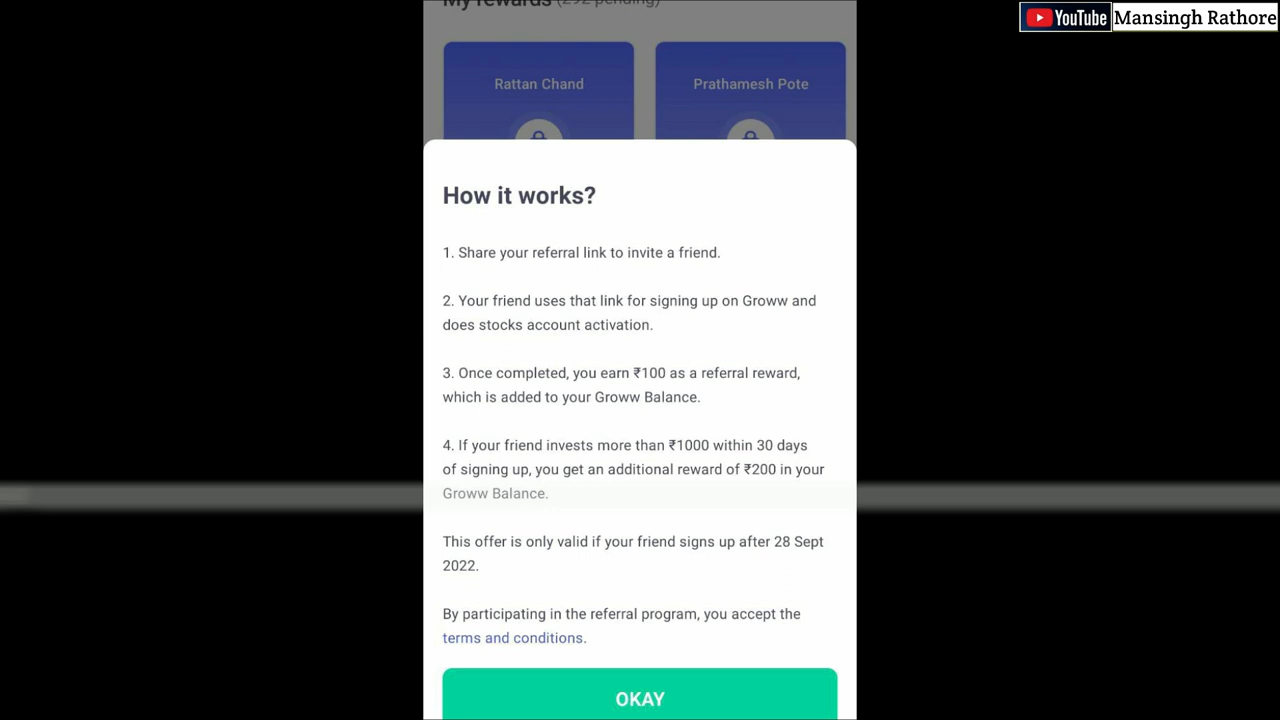 My rewards (292 pending)
YouTube Mansingh Rathore
Rattan Chand
Prathamesh Pote
How it works?
1. Share your referral link to invite a friend.
2. Your friend uses that link for signing up on Groww and
does stocks account activation.
3. Once completed, you earn ₹100 as a referral reward,
which is added to your Groww Balance.
4. If your friend invests more than ₹1000 within 30 days
of signing up, you get an additional reward of ₹200 in your
Groww Balance.
This offer is only valid if your friend signs up after 28 Sept
2022.
By participating in the referral program, you accept the
terms and conditions.
OKAY